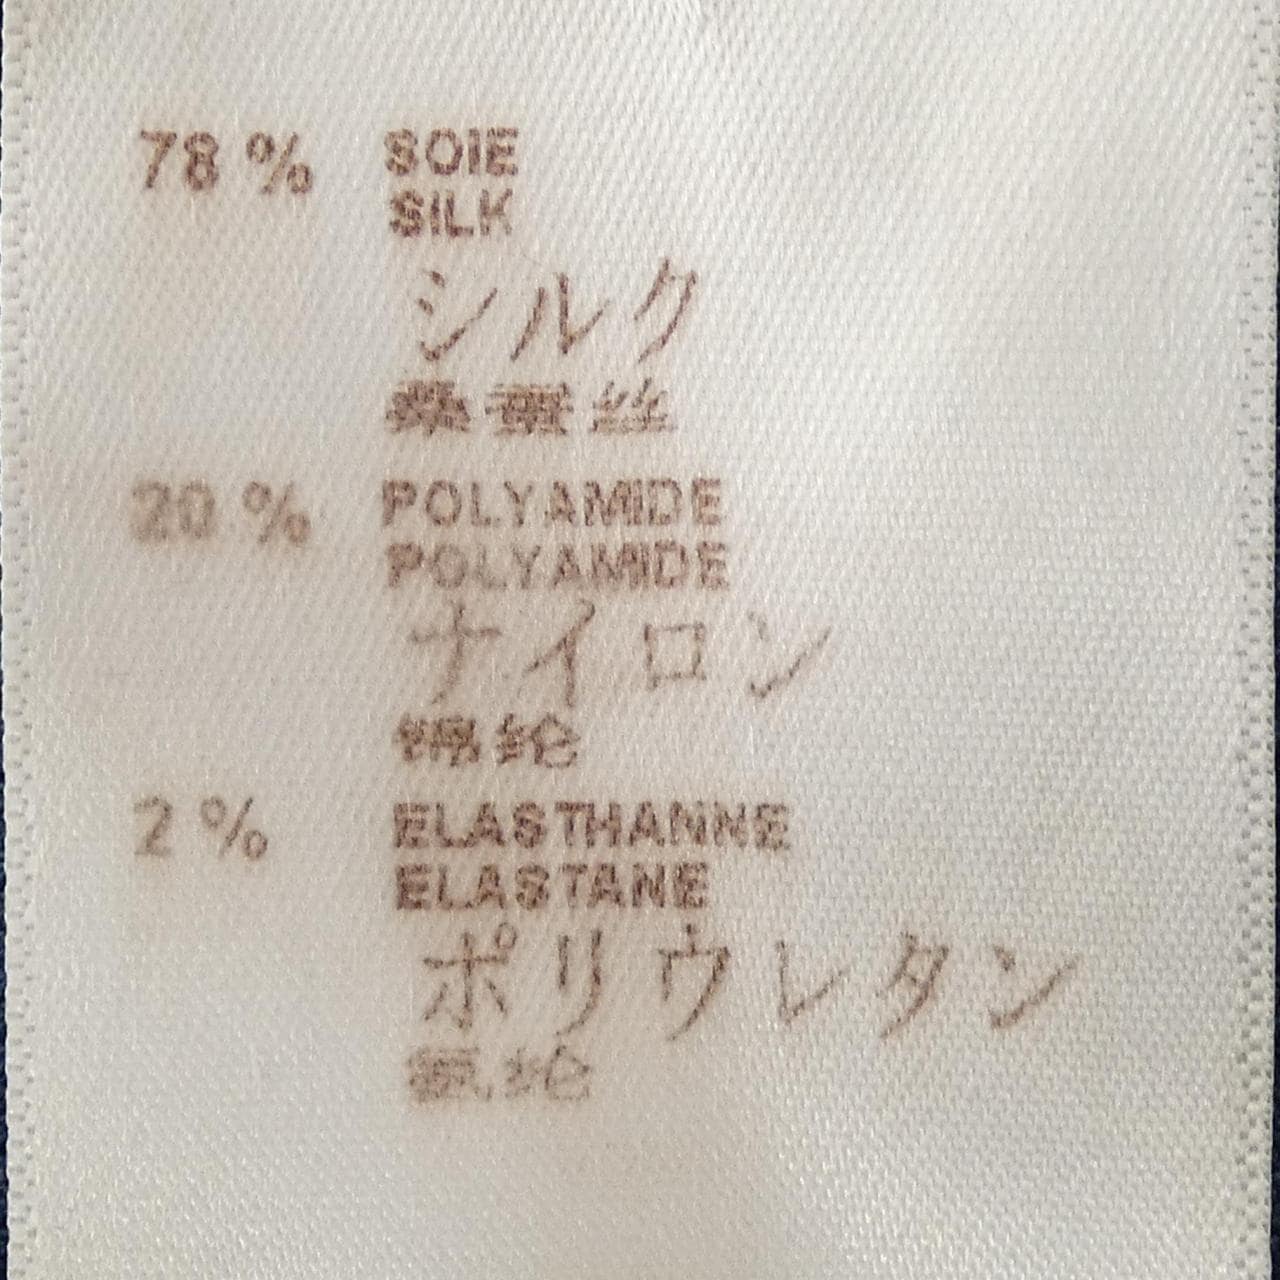 78 % SOIE
SILK
シルク
桑蚕丝
20 % POLYAMIDE
POLYAMIDE
ナイロン
锦纶
2 % ELASTHANNE
ELASTANE
ポリウレタン
氨纶